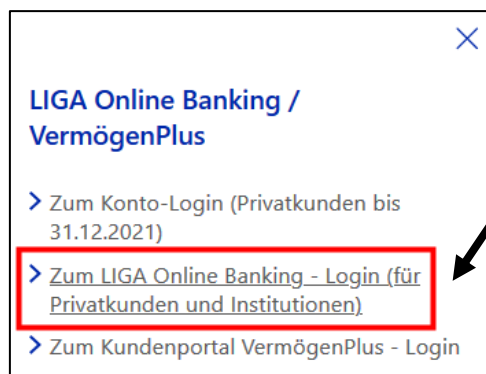 LIGA Online Banking /
VermögenPlus
Zum Konto-Login (Privatkunden bis
31.12.2021)
Zum LIGA Online Banking - Login (für
Privatkunden und Institutionen)
Zum Kundenportal VermögenPlus - Login